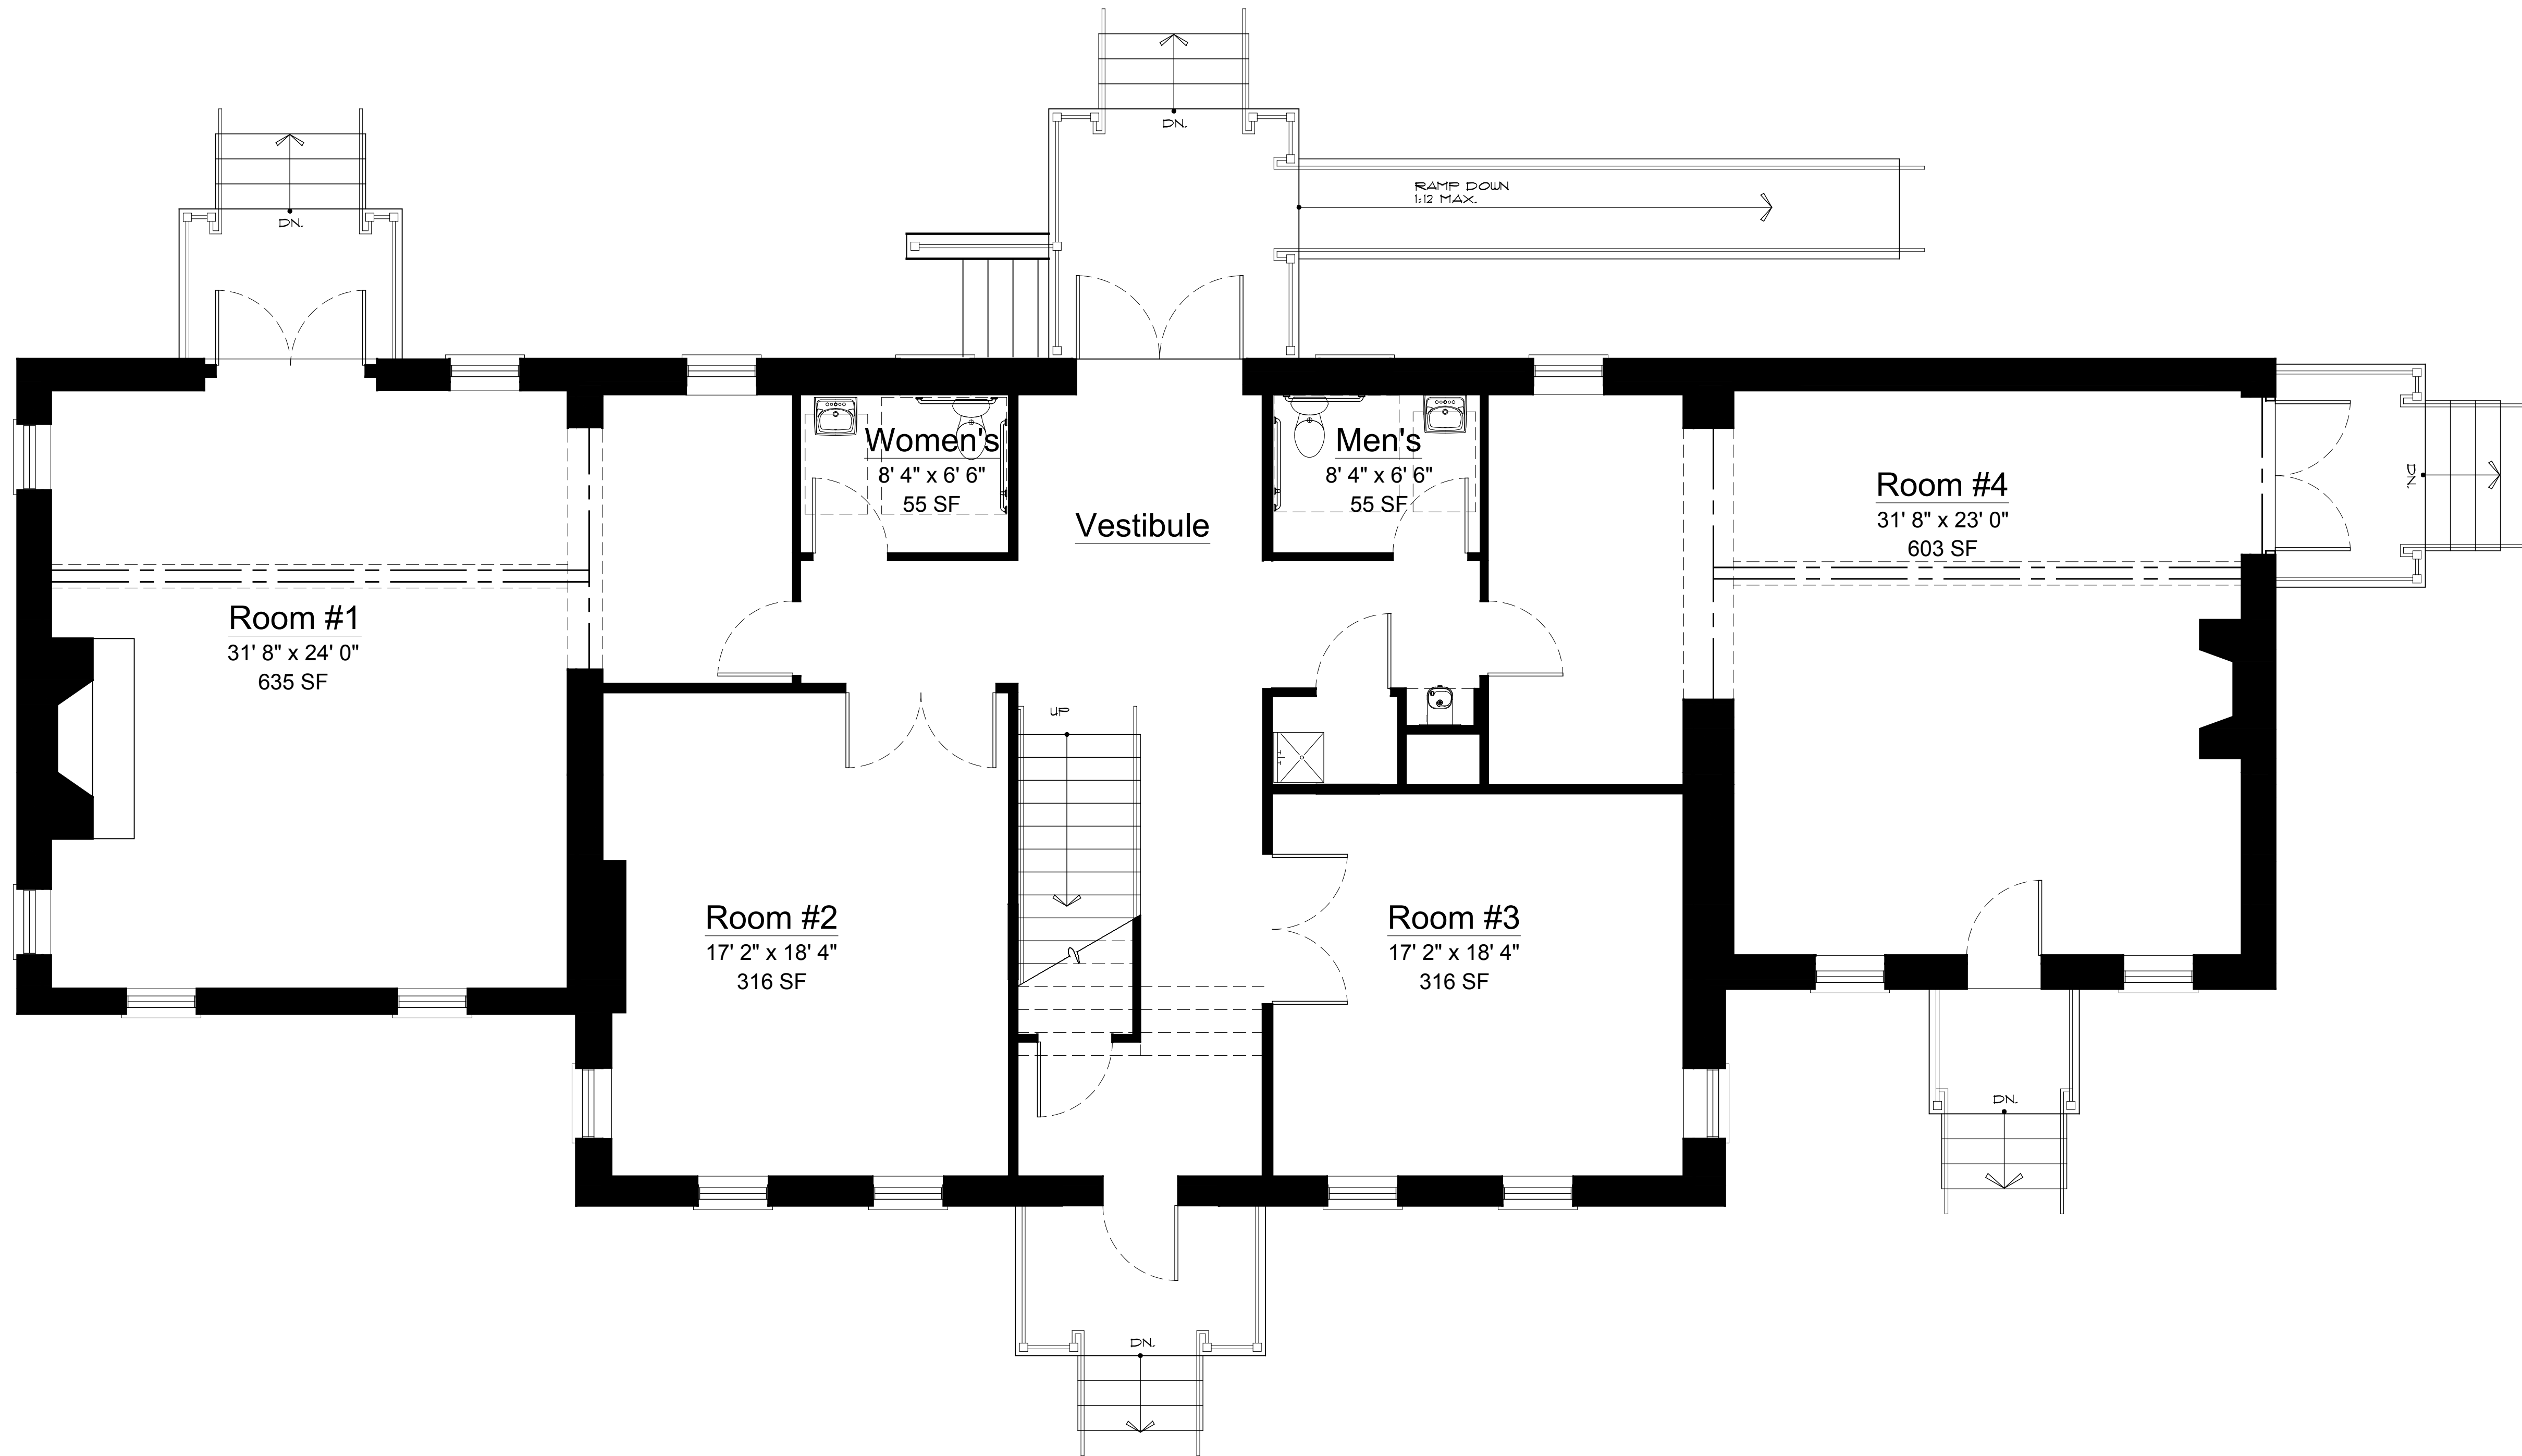 DN.
DN.
RAMP DOWN
1:12 MAX.
Women's
8' 4" x 6' 6"
55 SF
Men's
8' 4" x 6' 6"
55 SF
Vestibule
Room #4
31' 8" x 23' 0"
603 SF
DN.
Room #1
31' 8" x 24' 0"
635 SF
UP
Room #2
17' 2" x 18' 4"
316 SF
Room #3
17' 2" x 18' 4"
316 SF
DN.
DN.